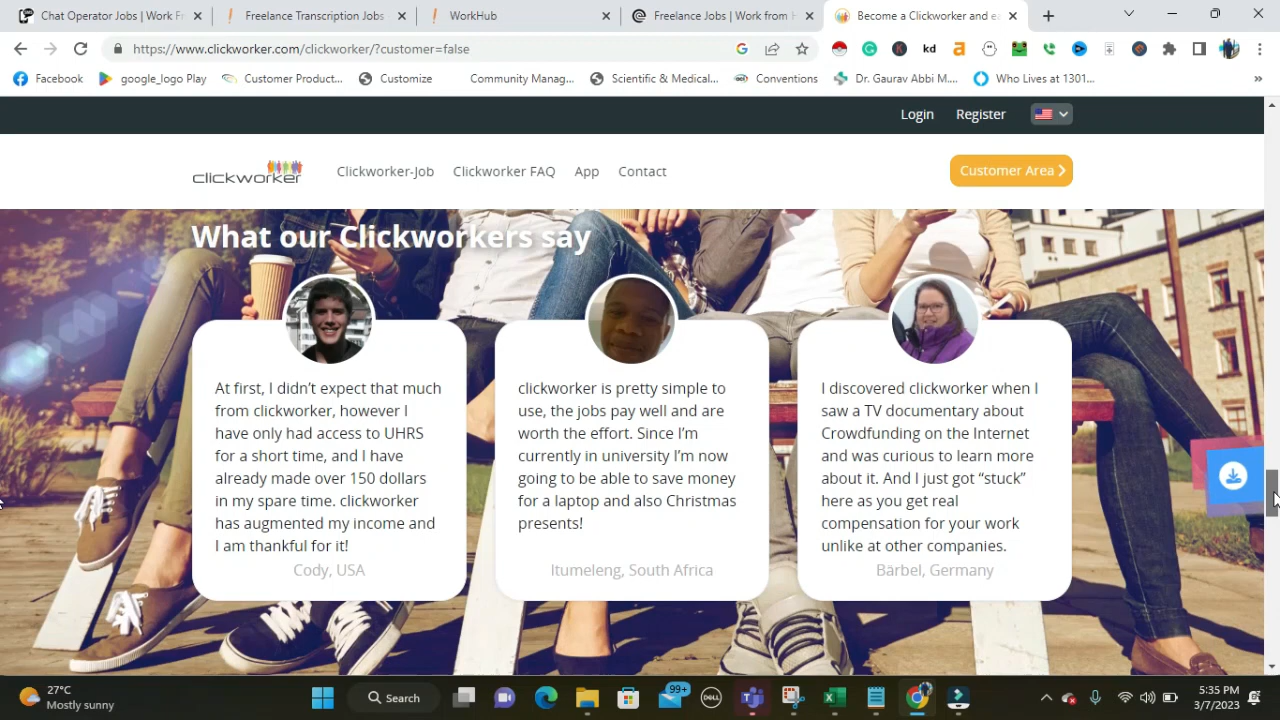 Chat Operator Jobs | Work Fr
Freelance Transcription Jobs
WorkHub
Freelance Jobs | Work from H
Become a Clickworker and ea
https://www.clickworker.com/clickworker/?customer=false
Facebook
google_logo Play
Customer Product...
Customize
Community Manag...
Scientific & Medical...
Conventions
Dr. Gaurav Abbi M....
Who Lives at 1301...
Login
Register
clickworker
Clickworker-Job
Clickworker FAQ
App
Contact
Customer Area
What our Clickworkers say
At first, I didn't expect that much
from clickworker, however I
have only had access to UHRS
for a short time, and I have
already made over 150 dollars
in my spare time. clickworker
has augmented my income and
I am thankful for it!
Cody, USA
clickworker is pretty simple to
use, the jobs pay well and are
worth the effort. Since I'm
currently in university I'm now
going to be able to save money
for a laptop and also Christmas
presents!
Itumeleng, South Africa
I discovered clickworker when I
saw a TV documentary about
Crowdfunding on the Internet
and was curious to learn more
about it. And I just got “stuck”
here as you get real
compensation for your work
unlike at other companies.
Bärbel, Germany
27°C
Mostly sunny
Search
99+
DELL
5:35 PM
3/7/2023